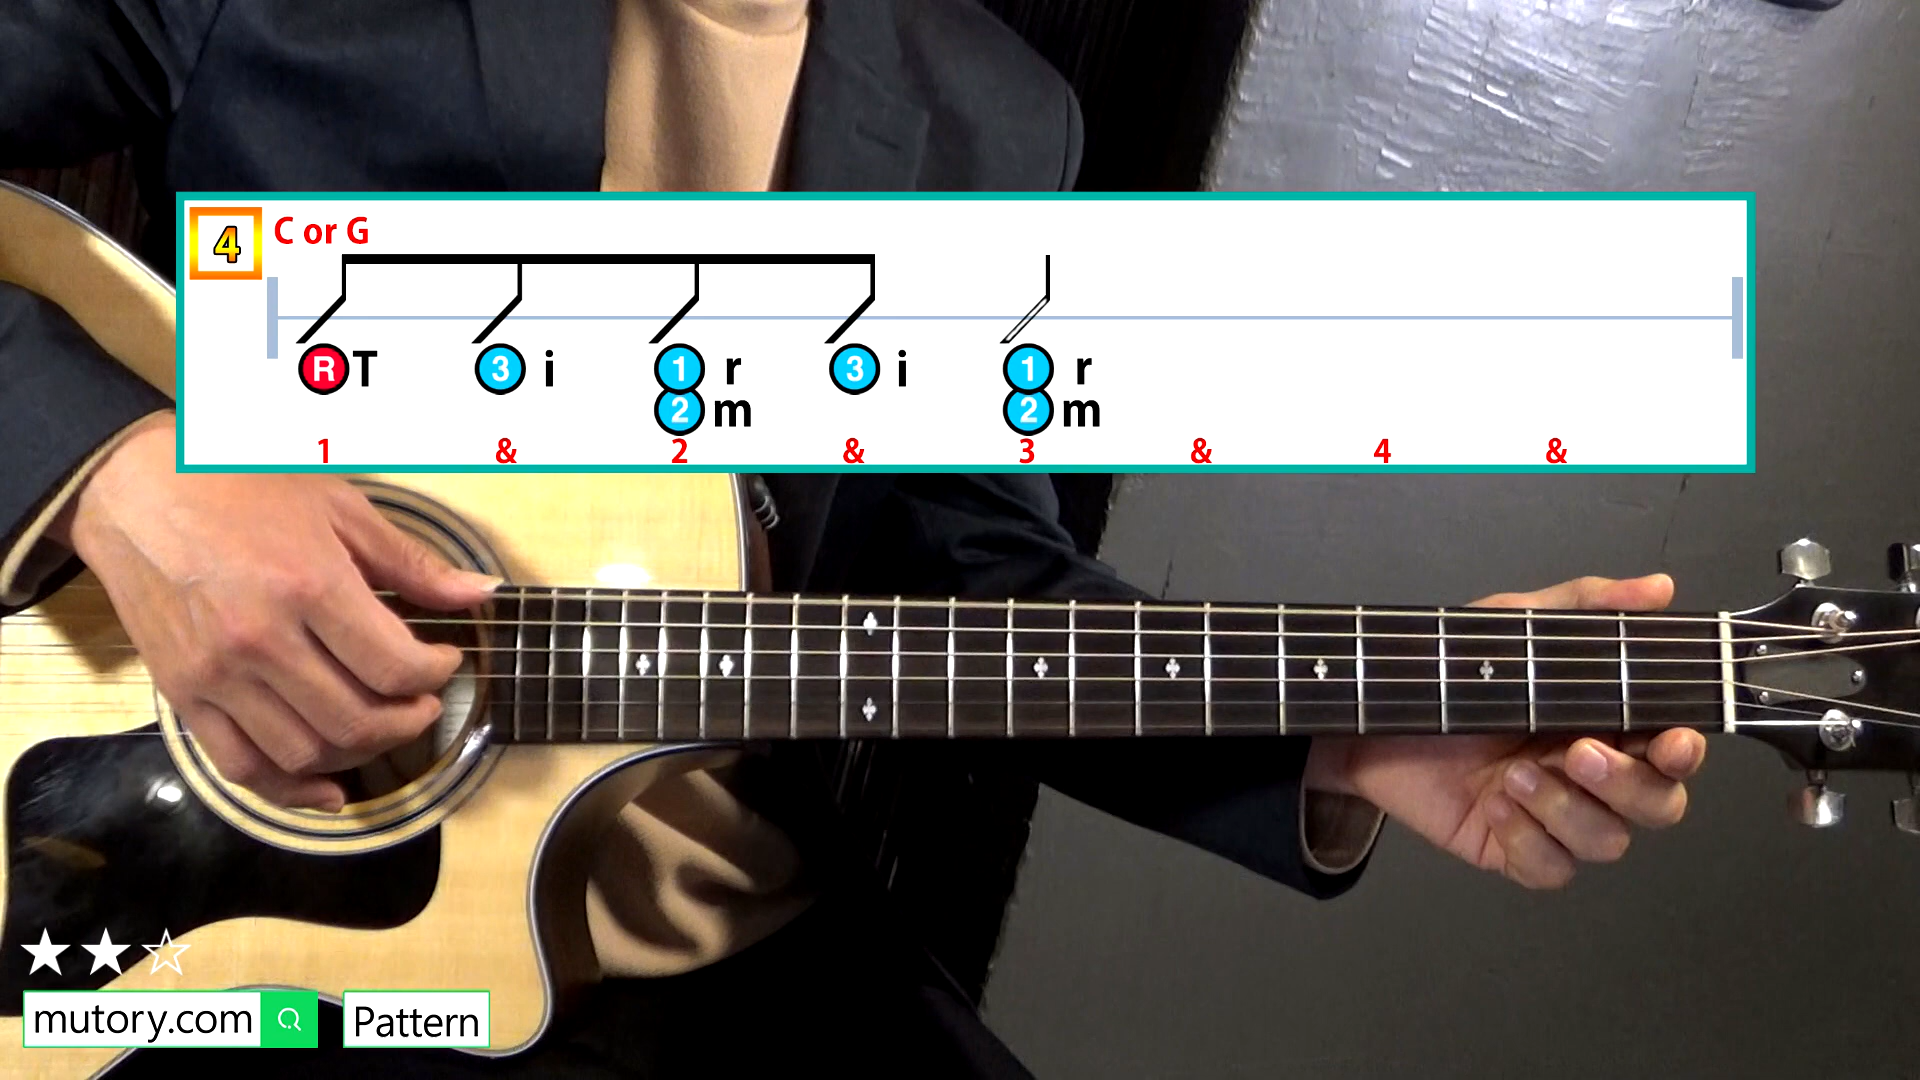 4 C or G
R T 3 i 1 r 3 i 1 r
2 m 2 m
1 & 2 & 3 & 4 &
mutory.com Pattern